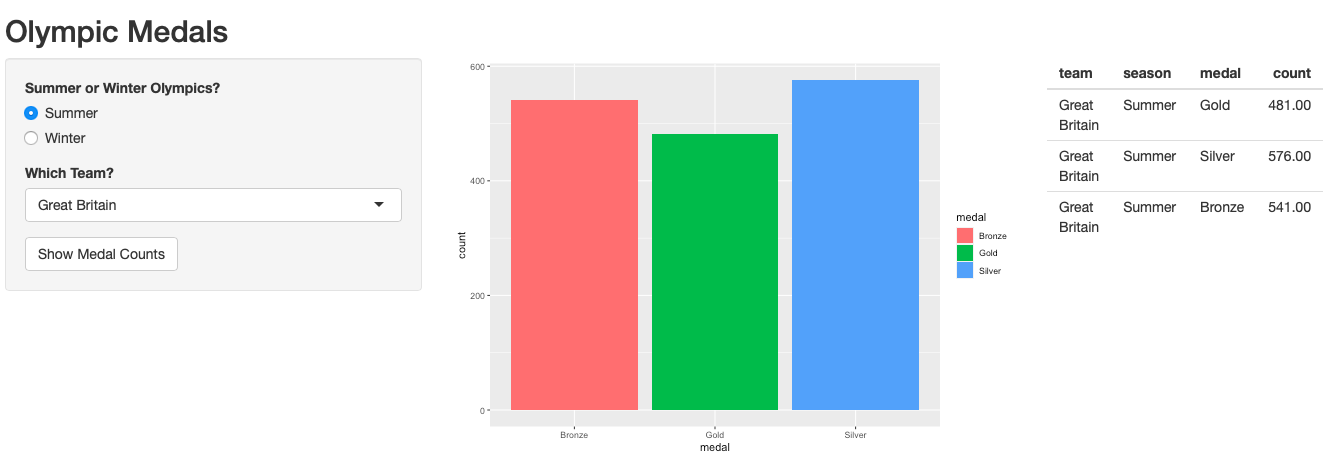 Olympic Medals
Summer or Winter Olympics?
Summer
Winter
Which Team?
Great Britain
Show Medal Counts
600
400
200
0
count
Bronze
Gold
Silver
medal
medal
Bronze
Gold
Silver
team season medal count
Great Summer Gold 481.00
Britain
Great Summer Silver 576.00
Britain
Great Summer Bronze 541.00
Britain